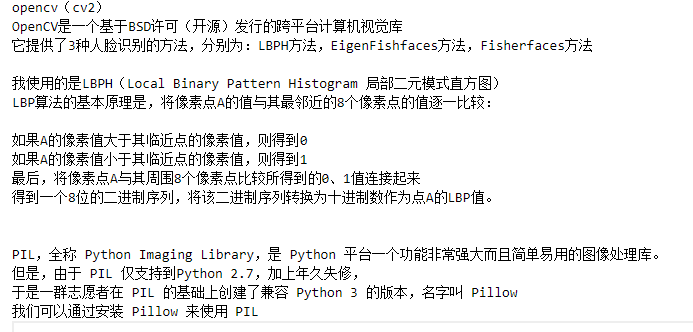 opencv（cv2）
OpenCV是一个基于BSD许可（开源）发行的跨平台计算机视觉库
它提供了3种人脸识别的方法，分别为：LBPH方法，EigenFishfaces方法，Fisherfaces方法
我使用的是LBPH（Local Binary Pattern Histogram 局部二元模式直方图）
LBP算法的基本原理是，将像素点A的值与其最邻近的8个像素点的值逐一比较：
如果A的像素值大于其临近点的像素值，则得到0
如果A的像素值小于其临近点的像素值，则得到1
最后，将像素点A与其周围8个像素点比较所得到的0、1值连接起来
得到一个8位的二进制序列，将该二进制序列转换为十进制数作为点A的LBP值。
PIL，全称 Python Imaging Library，是 Python 平台一个功能非常强大而且简单易用的图像处理库。
但是，由于 PIL 仅支持到Python 2.7，加上年久失修，
于是一群志愿者在 PIL 的基础上创建了兼容 Python 3 的版本，名字叫 Pillow
我们可以通过安装 Pillow 来使用 PIL